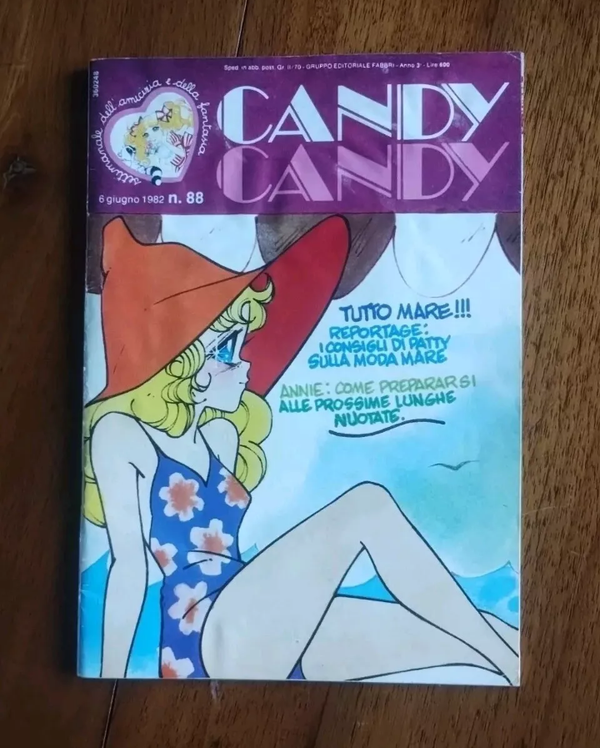 Sped. in abb. post. Gr. II/70 - GRUPPO EDITORIALE FABBRI - Anno 3° - Lire 600
settimanale dell'amicizia e della fantasia
CANDY
CANDY
6 giugno 1982 n. 88
TUTTO MARE!!!
REPORTAGE:
I CONSIGLI DI PATTY
SULLA MODA MARE
ANNIE: COME PREPARARSI
ALLE PROSSIME LUNGHE
NUOTATE.